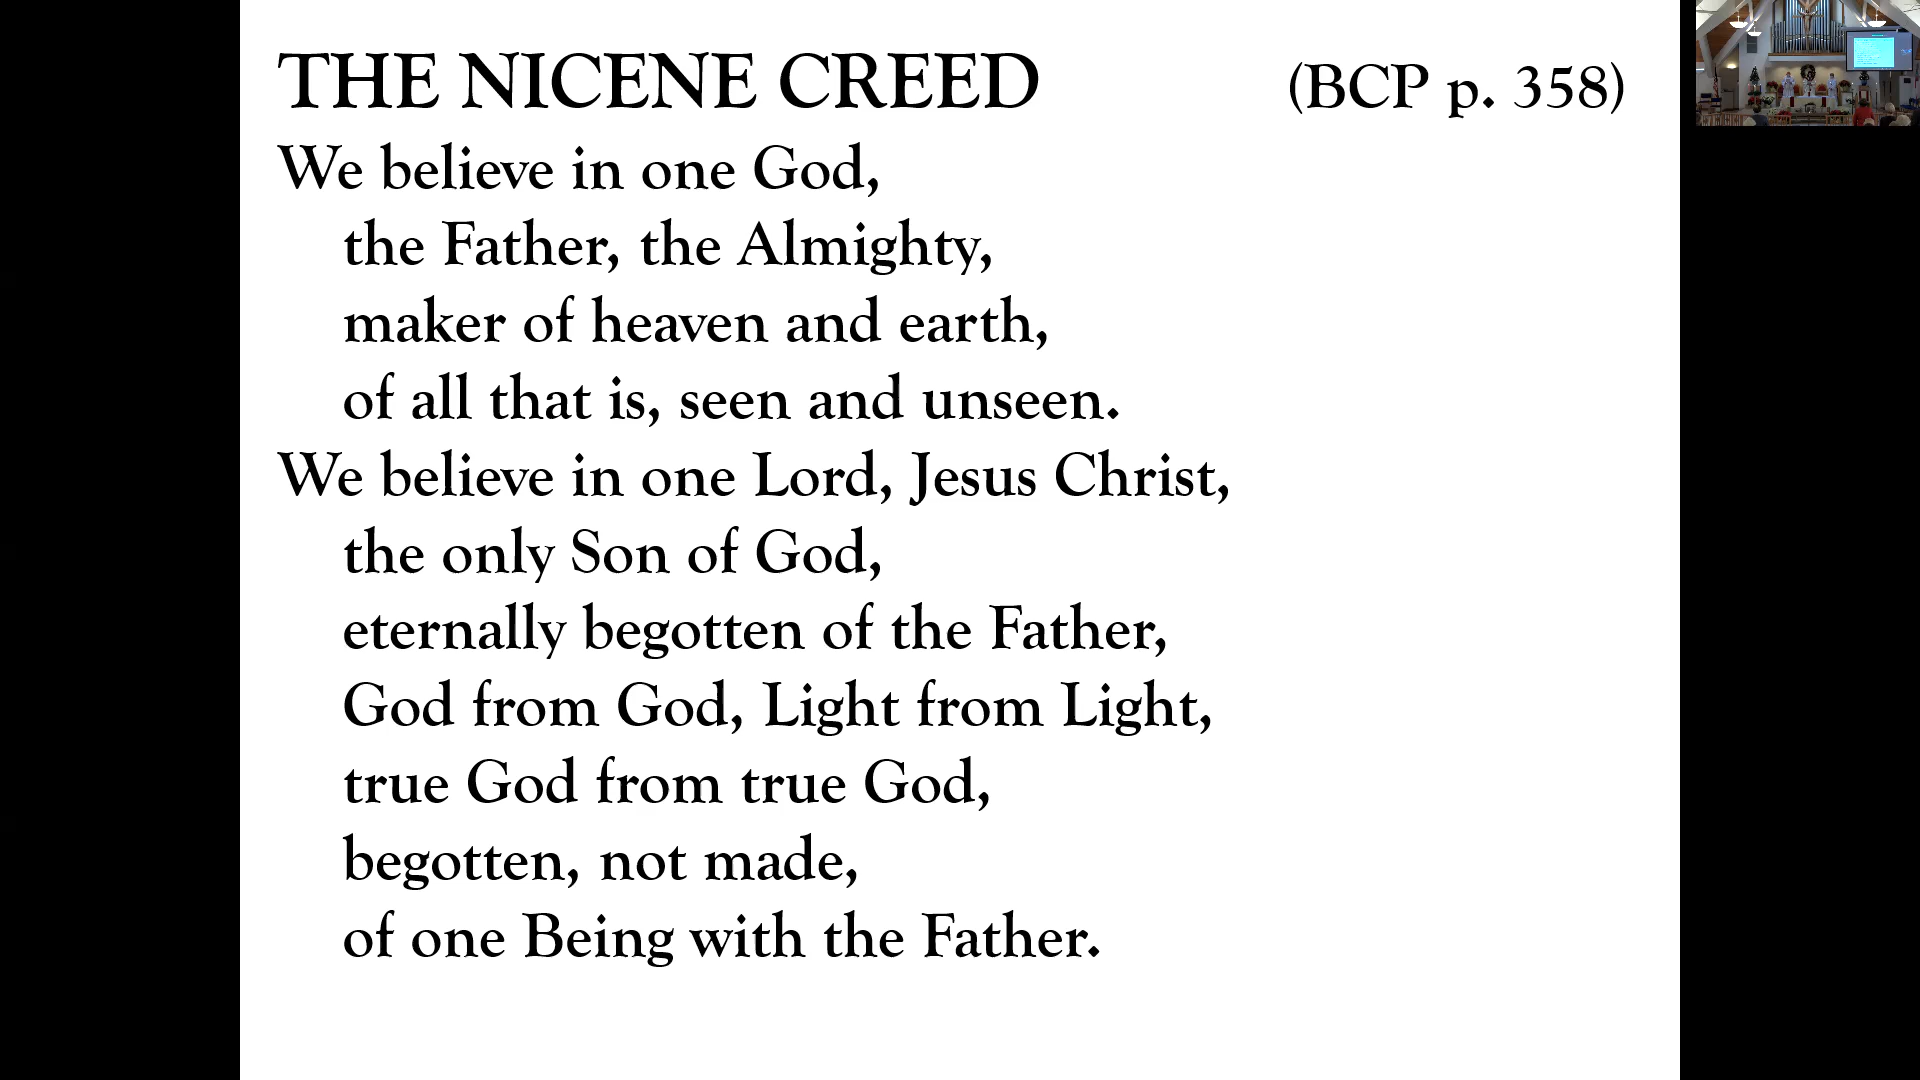 THE NICENE CREED (BCP p. 358)
We believe in one God,
the Father, the Almighty,
maker of heaven and earth,
of all that is, seen and unseen.
We believe in one Lord, Jesus Christ,
the only Son of God,
eternally begotten of the Father,
God from God, Light from Light,
true God from true God,
begotten, not made,
of one Being with the Father.